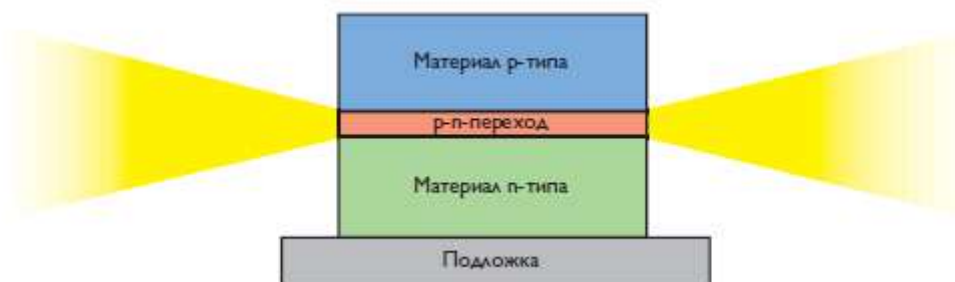 Материал p-типа
p-n-переход
Материал n-типа
Подложка